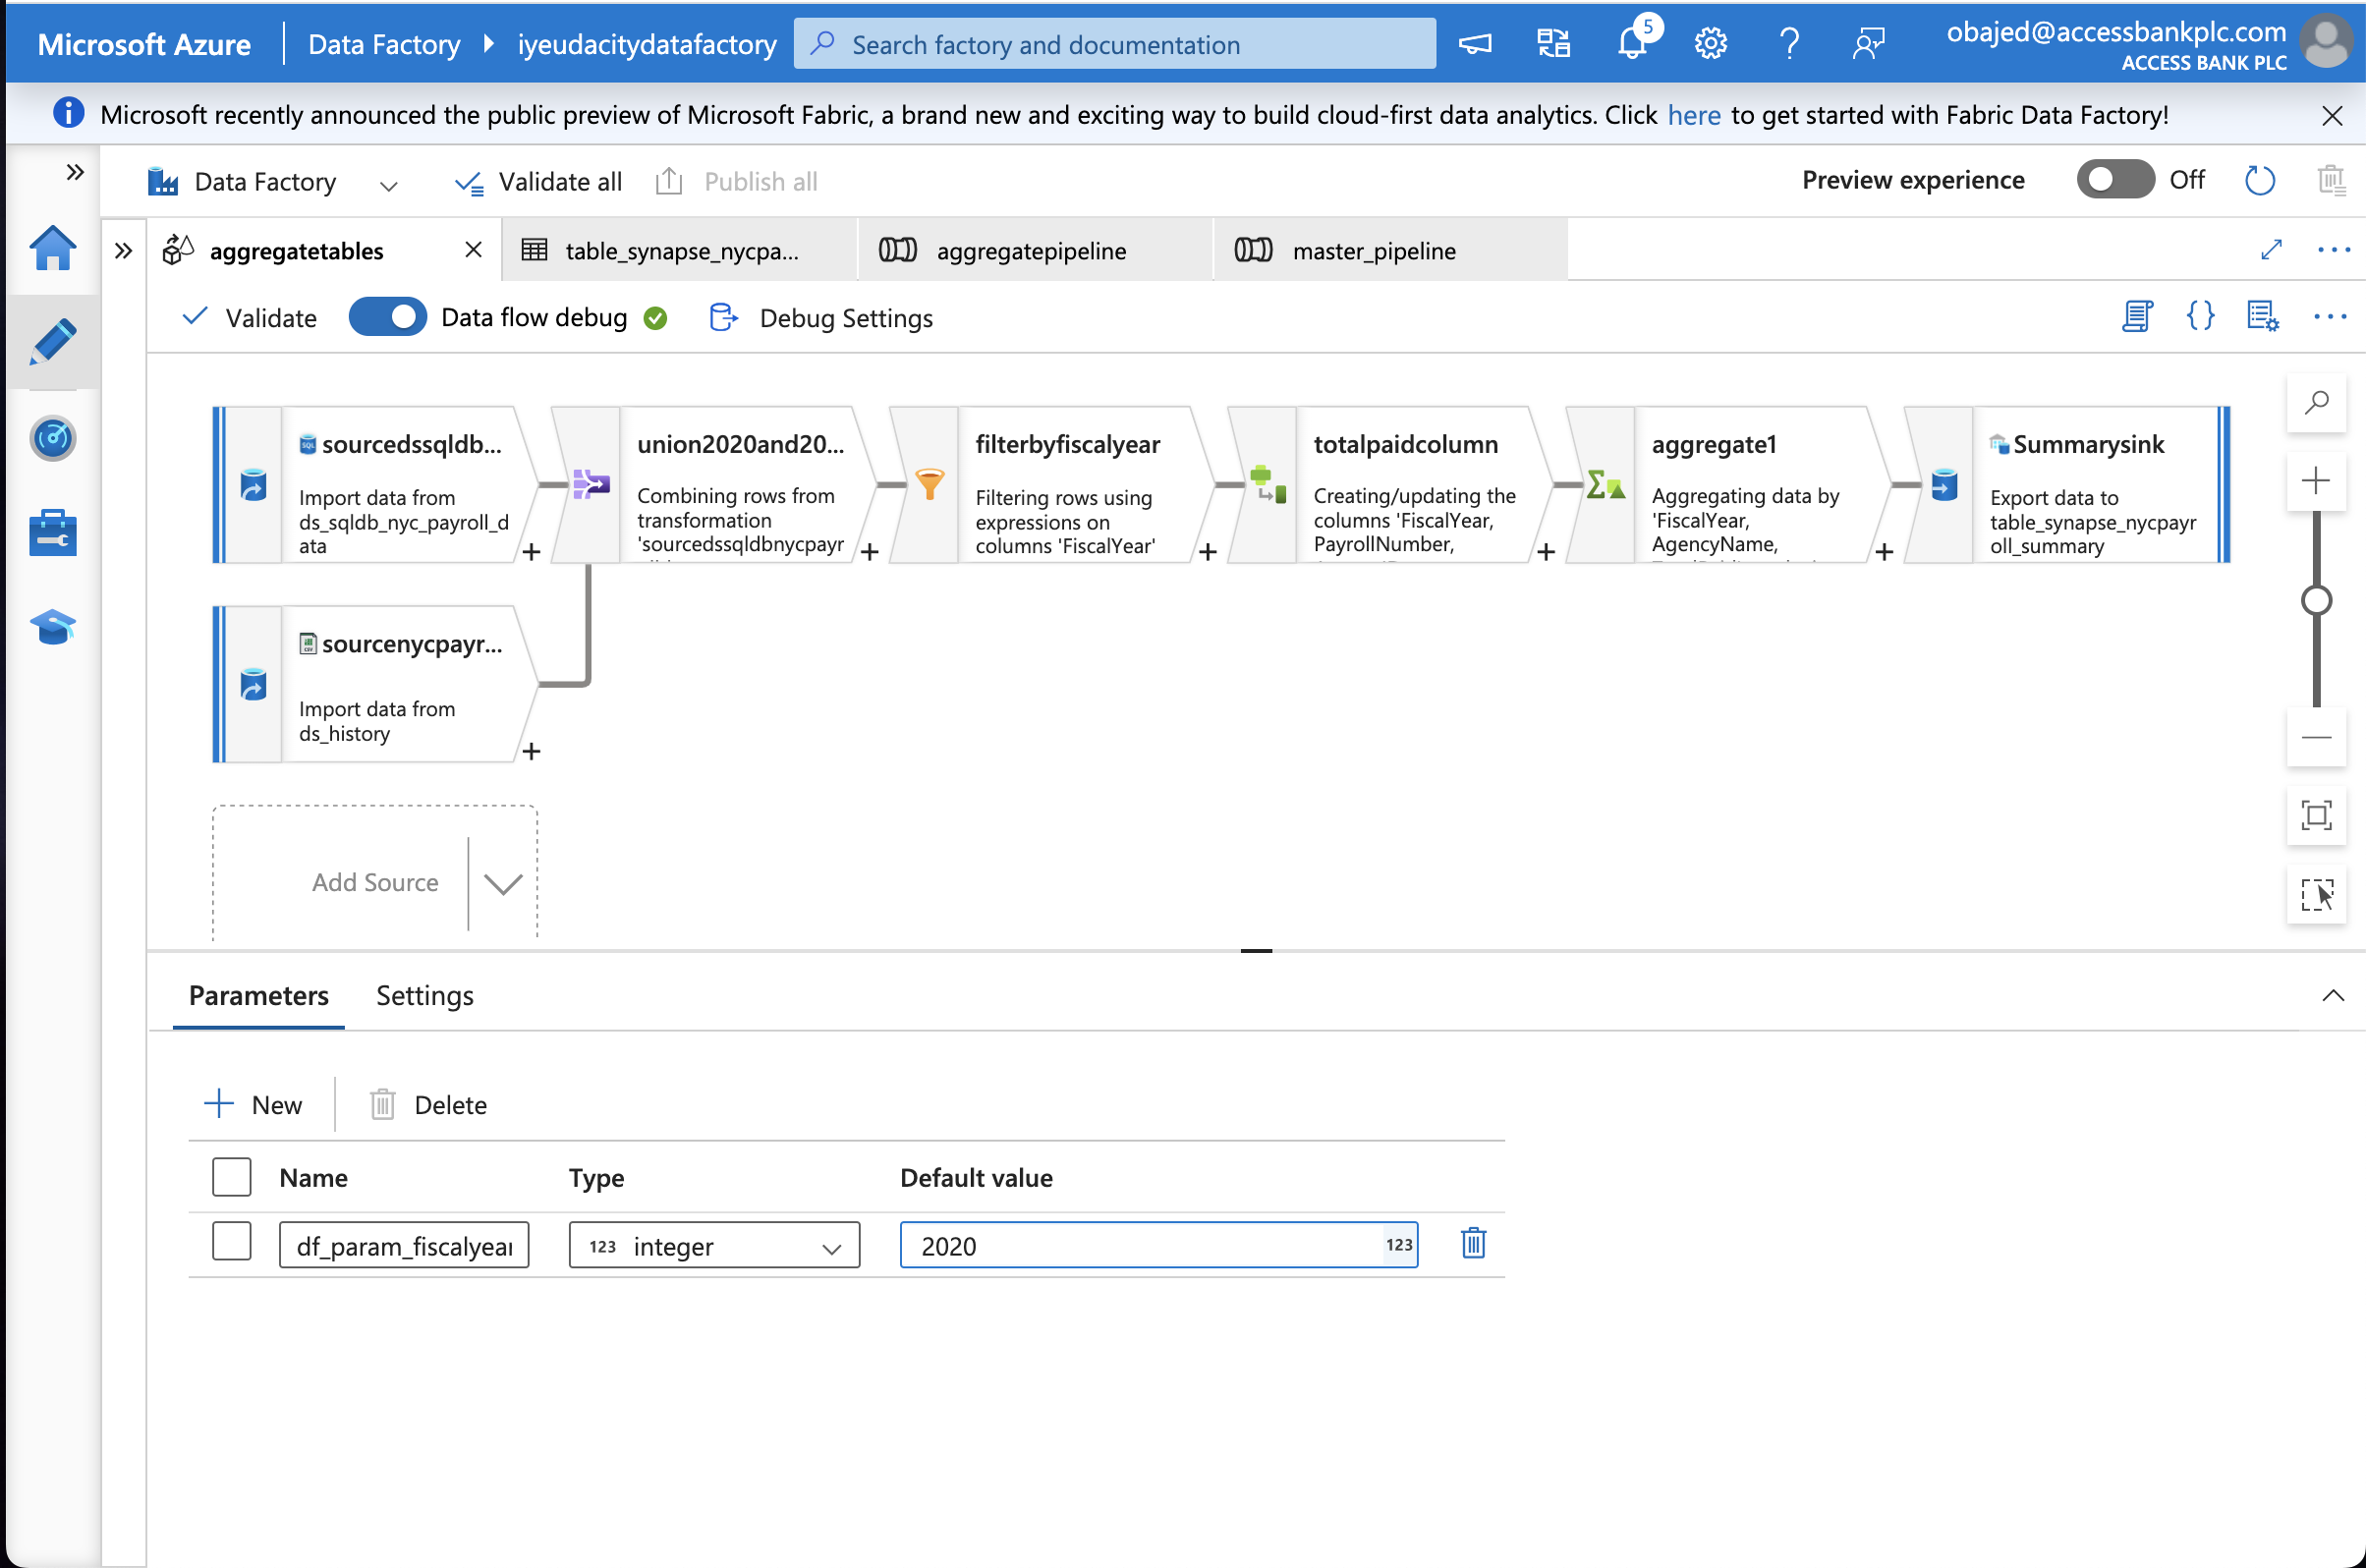 Microsoft Azure
Data Factory
iyeudacitydatafactory
Search factory and documentation
5
obajed@accessbankplc.com
ACCESS BANK PLC
Microsoft recently announced the public preview of Microsoft Fabric, a brand new and exciting way to build cloud-first data analytics. Click here to get started with Fabric Data Factory!
Data Factory
Validate all
Publish all
Preview experience
Off
aggregatetables
table_synapse_nycpa...
aggregatepipeline
master_pipeline
Validate
Data flow debug
Debug Settings
sourcedssqldb...
Import data from
ds_sqldb_nyc_payroll_d
ata
union2020and20...
Combining rows from
transformation
'sourcedssqldbnycpayr
filterbyfiscalyear
Filtering rows using
expressions on
columns 'FiscalYear'
totalpaidcolumn
Creating/updating the
columns 'FiscalYear,
PayrollNumber,
aggregate1
Aggregating data by
'FiscalYear,
AgencyName,
Summarysink
Export data to
table_synapse_nycpayr
oll_summary
sourcenycpayr...
Import data from
ds_history
Add Source
Parameters
Settings
New
Delete
Name
Type
Default value
df_param_fiscalyear
123 integer
2020
123